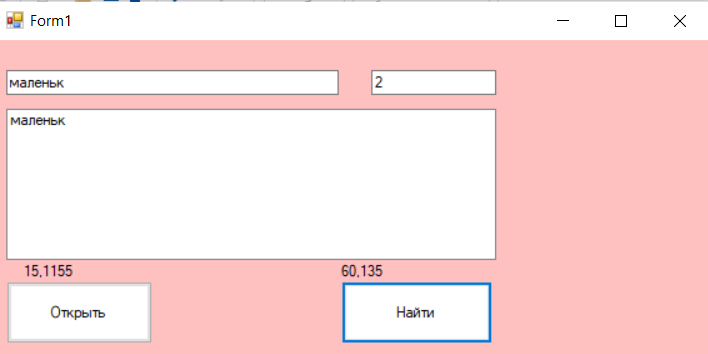 Form1
маленьк 2
маленьк
15,1155 60,135
Открыть Найти